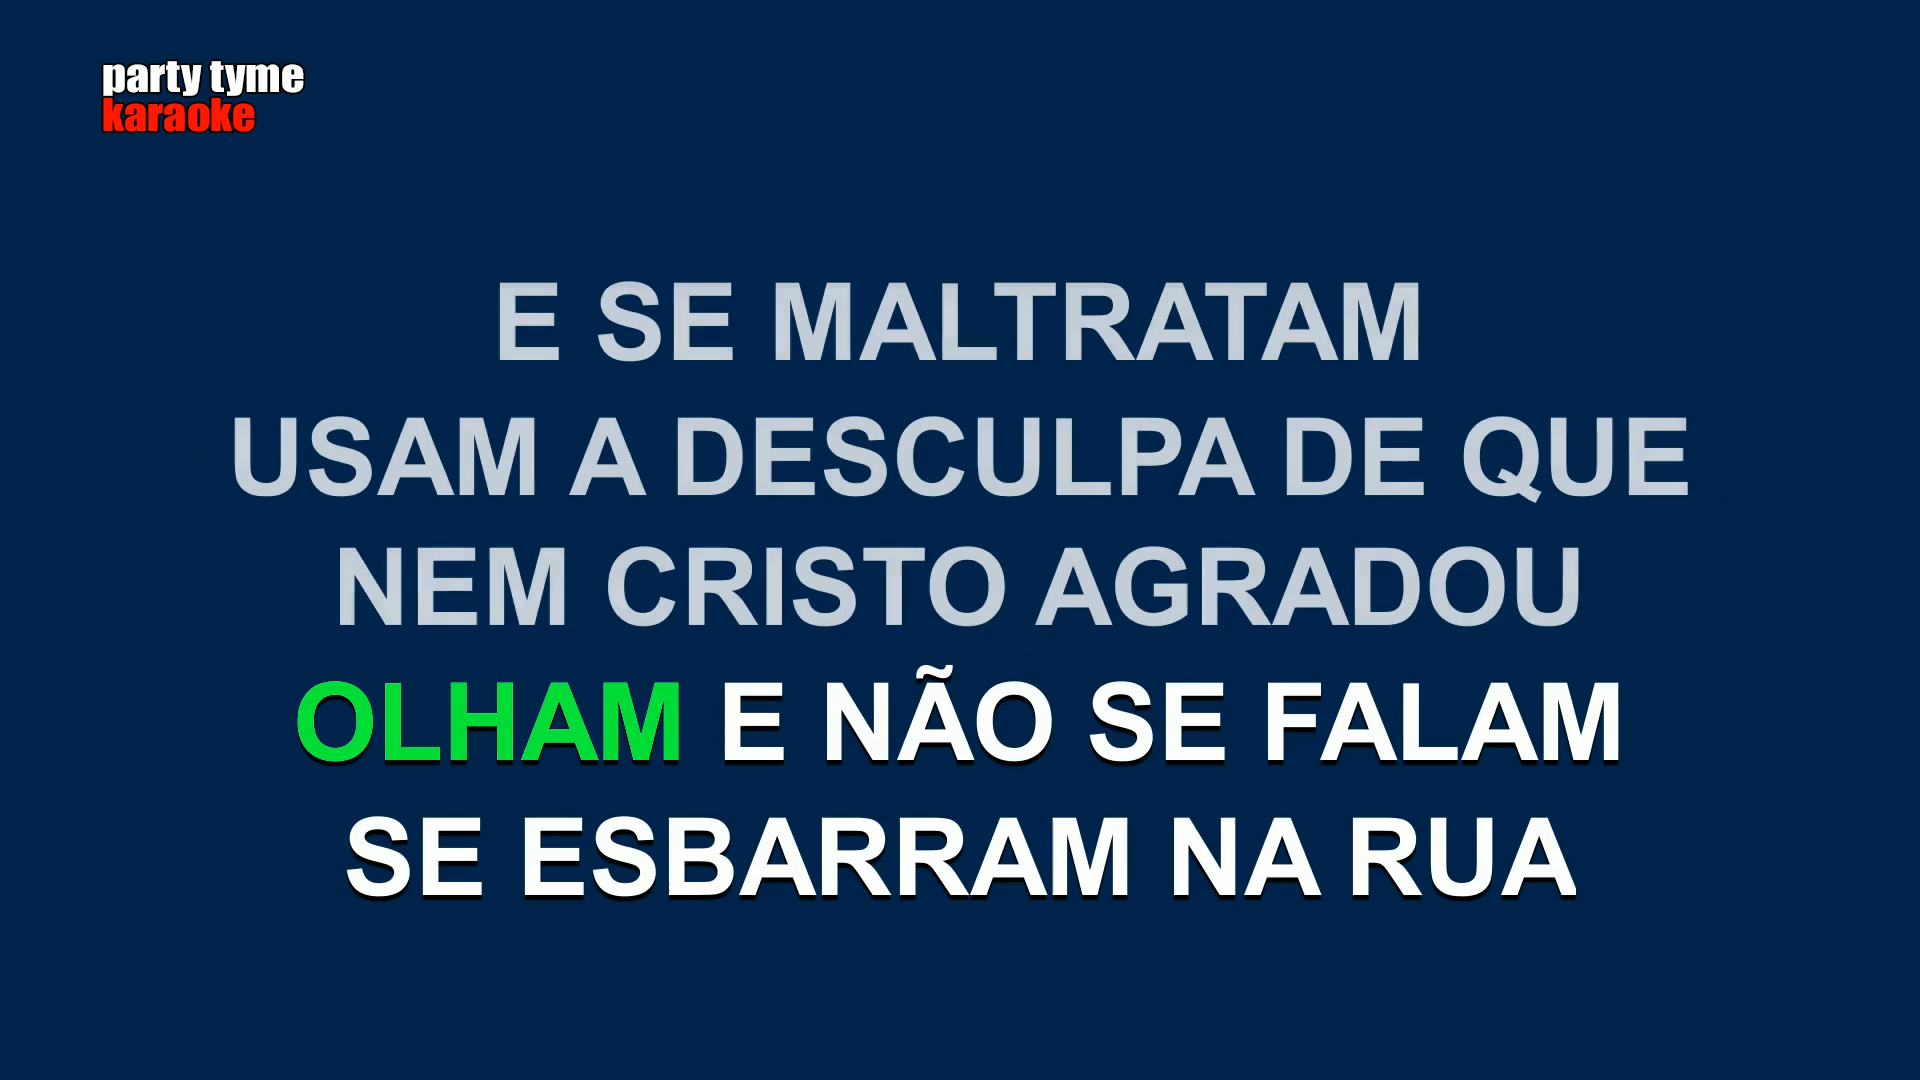 party tyme
karaoke
E SE MALTRATAM
USAM A DESCULPA DE QUE
NEM CRISTO AGRADOU
OLHAM E NÃO SE FALAM
SE ESBARRAM NA RUA